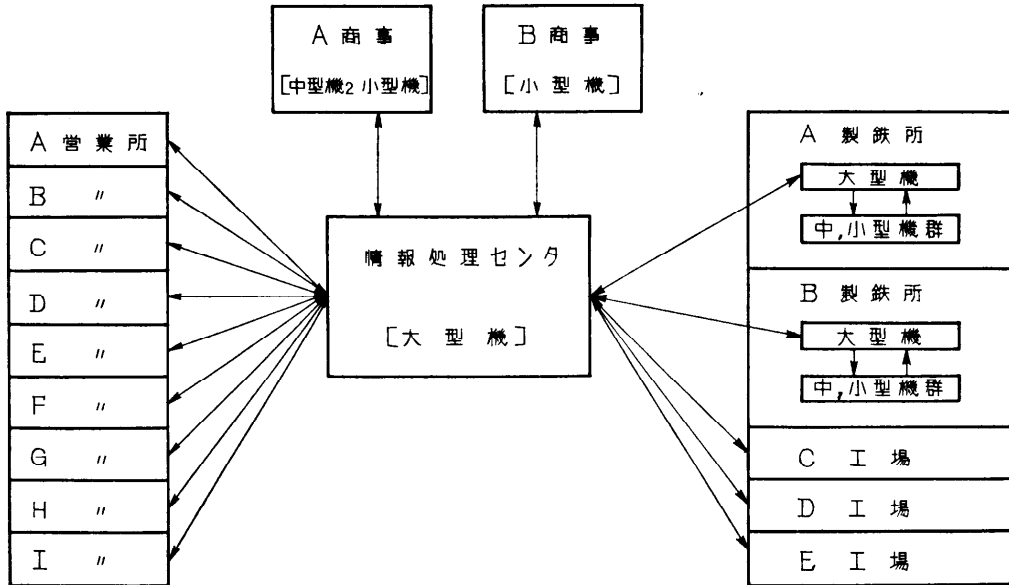 A 商事
[中型機2 小型機]
B 商事
[小型機]
A 営業所
B 〃
C 〃
D 〃
E 〃
F 〃
G 〃
H 〃
I 〃
情報処理センタ
[大型機]
A 製鉄所
大型機
中,小型機群
B 製鉄所
大型機
中,小型機群
C 工場
D 工場
E 工場